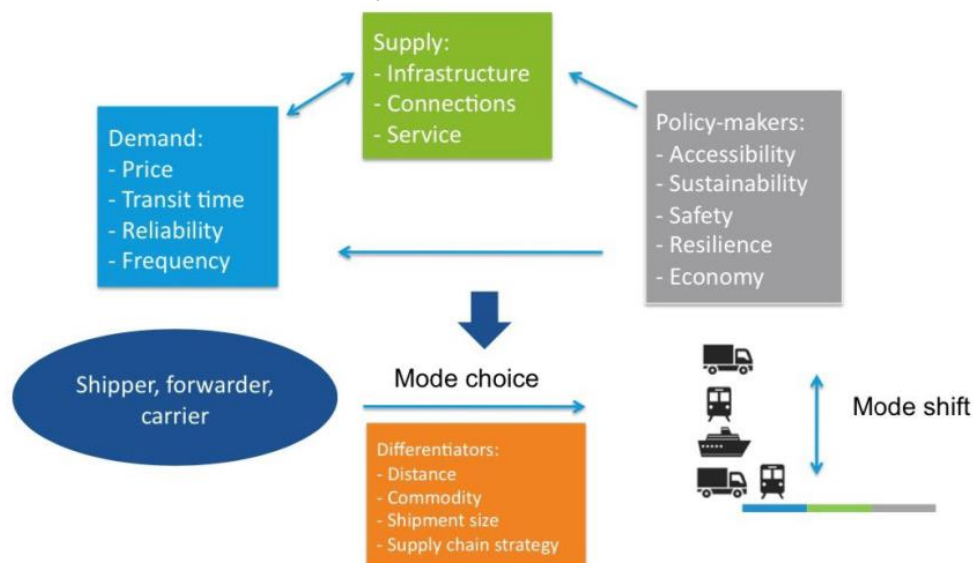 Supply:
- Infrastructure
- Connections
- Service
Demand:
- Price
- Transit time
- Reliability
- Frequency
Policy-makers:
- Accessibility
- Sustainability
- Safety
- Resilience
- Economy
Shipper, forwarder,
carrier
Mode choice
Differentiators:
- Distance
- Commodity
- Shipment size
- Supply chain strategy
Mode shift